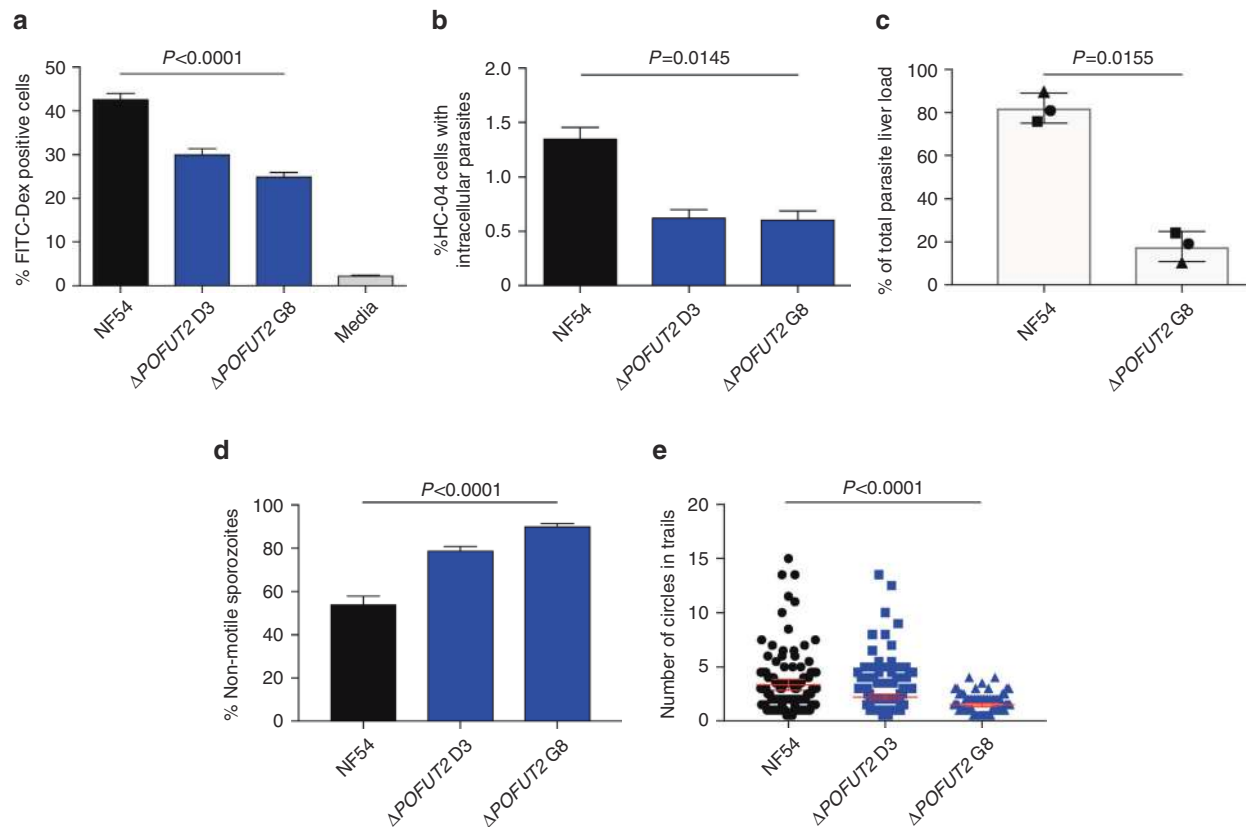 a
P<0.0001
% FITC-Dex positive cells
50
40
30
20
10
0
NF54
ΔPOFUT2 D3
ΔPOFUT2 G8
Media
b
P=0.0145
%HC-04 cells with
intracellular parasites
2.0
1.5
1.0
0.5
0
NF54
ΔPOFUT2 D3
ΔPOFUT2 G8
c
P=0.0155
% of total parasite liver load
100
80
60
40
20
0
NF54
ΔPOFUT2 G8
d
P<0.0001
% Non-motile sporozoites
100
80
60
40
20
0
NF54
ΔPOFUT2 D3
ΔPOFUT2 G8
e
P<0.0001
Number of circles in trails
20
15
10
5
0
NF54
ΔPOFUT2 D3
ΔPOFUT2 G8